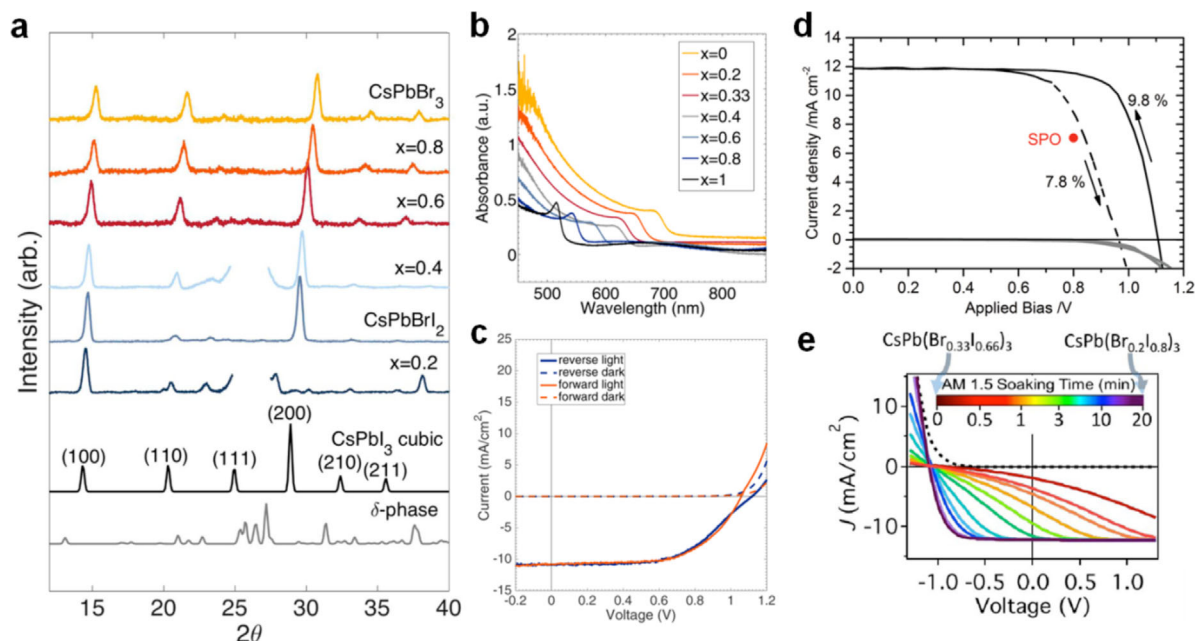 a
CsPbBr3
x=0.8
x=0.6
x=0.4
CsPbBrI2
x=0.2
(200)
CsPbI3 cubic
(100)
(110)
(111)
(210)
(211)
δ-phase
Intensity (arb.)
15 20 25 30 35 40
2θ
b
x=0
x=0.2
x=0.33
x=0.4
x=0.6
x=0.8
x=1
Absorbance (a.u.)
2
1.5
1
0.5
0
500 600 700 800
Wavelength (nm)
c
reverse light
reverse dark
forward light
forward dark
Current (mA/cm²)
25
20
15
10
5
0
-5
-10
-15
-0.2 0 0.2 0.4 0.6 0.8 1 1.2
Voltage (V)
d
Current density /mA cm-2
14
12
10
8
6
4
2
0
-2
9.8 %
SPO
7.8 %
0.0 0.2 0.4 0.6 0.8 1.0 1.2
Applied Bias /V
e
CsPb(Br0.33I0.66)3
CsPb(Br0.2I0.8)3
AM 1.5 Soaking Time (min)
0 0.5 1 3 10 20
J (mA/cm²)
10
0
-10
-1.0 -0.5 0.0 0.5 1.0
Voltage (V)